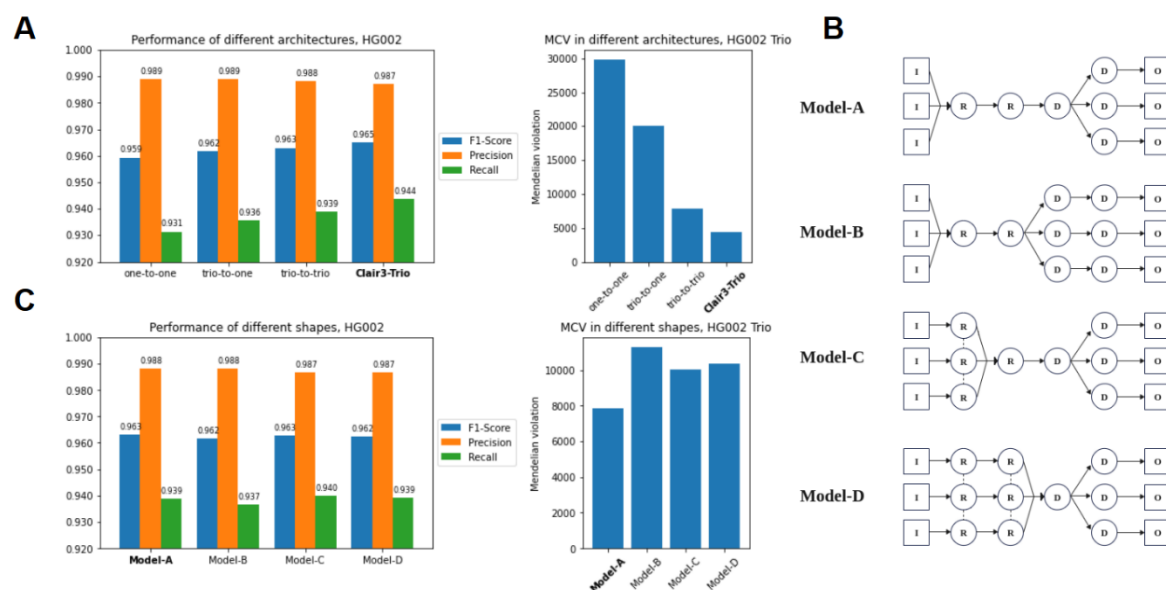 A
Performance of different architectures, HG002
1.000
0.990
0.980
0.970
0.960
0.950
0.940
0.930
0.920
0.959
0.989
0.931
0.962
0.989
0.936
0.963
0.988
0.939
0.965
0.987
0.944
one-to-one
trio-to-one
trio-to-trio
Clair3-Trio
F1-Score
Precision
Recall
MCV in different architectures, HG002 Trio
Mendelian violation
30000
25000
20000
15000
10000
5000
0
one-to-one
trio-to-one
trio-to-trio
Clair3-Trio
B
Model-A
I
I
I
R
R
D
D
D
D
O
O
O
Model-B
I
I
I
R
R
D
D
D
D
D
D
O
O
O
Model-C
I
I
I
R
R
R
R
D
D
D
D
O
O
O
Model-D
I
I
I
R
R
R
R
R
R
D
D
D
D
O
O
O
C
Performance of different shapes, HG002
1.000
0.990
0.980
0.970
0.960
0.950
0.940
0.930
0.920
0.963
0.988
0.939
0.962
0.988
0.937
0.963
0.987
0.940
0.962
0.987
0.939
Model-A
Model-B
Model-C
Model-D
F1-Score
Precision
Recall
MCV in different shapes, HG002 Trio
Mendelian violation
10000
8000
6000
4000
2000
0
Model-A
Model-B
Model-C
Model-D